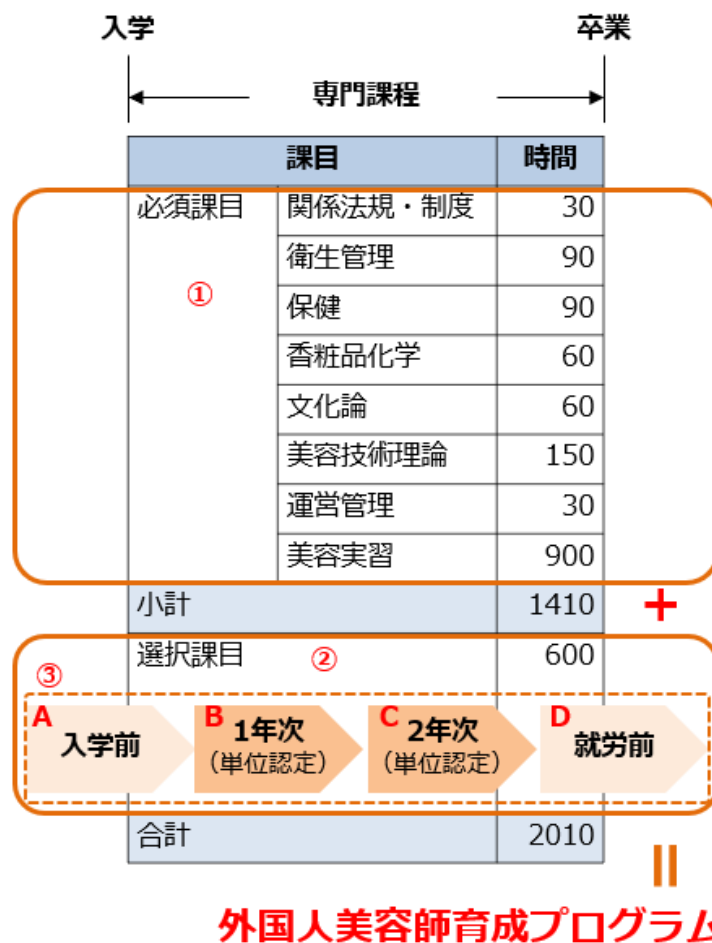 入学 卒業
専門課程
課目 時間
必須課目 関係法規・制度 30
衛生管理 90
①
保健 90
香粧品化学 60
文化論 60
美容技術理論 150
運営管理 30
美容実習 900
小計 1410 +
選択課目 ② 600
③
A 入学前 B 1年次 C 2年次 D 就労前
(単位認定) (単位認定)
合計 2010
=
外国人美容師育成プログラム